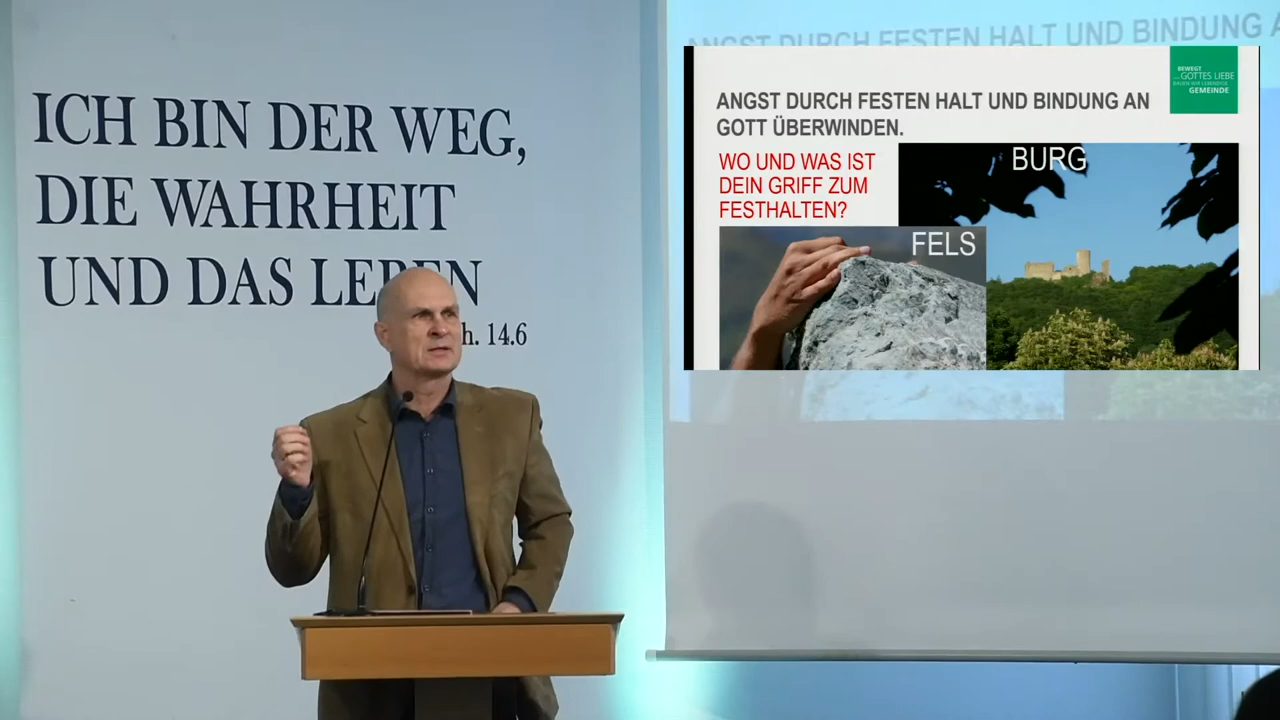 ICH BIN DER WEG,
DIE WAHRHEIT
UND DAS LEBEN
h. 14.6
ANGST DURCH FESTEN HALT UND BINDUNG A
ANGST DURCH FESTEN HALT UND BINDUNG AN
GOTT ÜBERWINDEN.
BEWEGT
GOTTES LIEBE
GEMEINDE
WO UND WAS IST
DEIN GRIFF ZUM
FESTHALTEN?
BURG
FELS